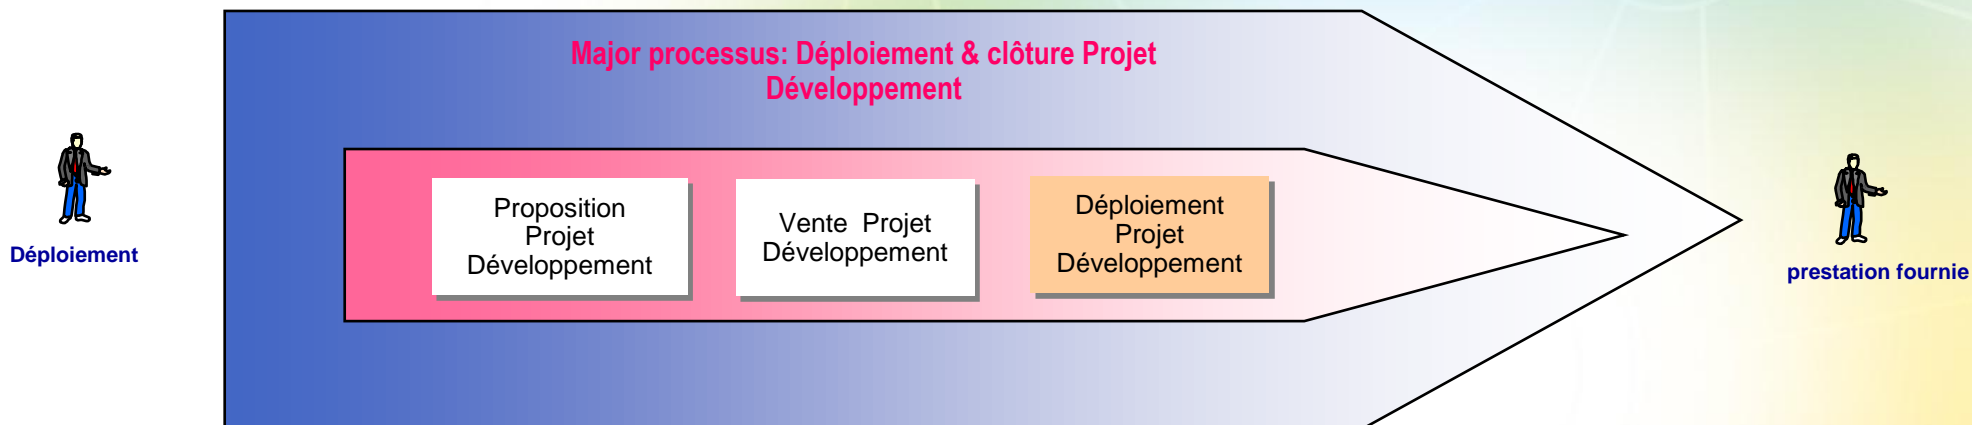 Major processus: Déploiement & clôture Projet
Développement
Déploiement
Proposition
Projet
Développement
Vente Projet
Développement
Déploiement
Projet
Développement
prestation fournie